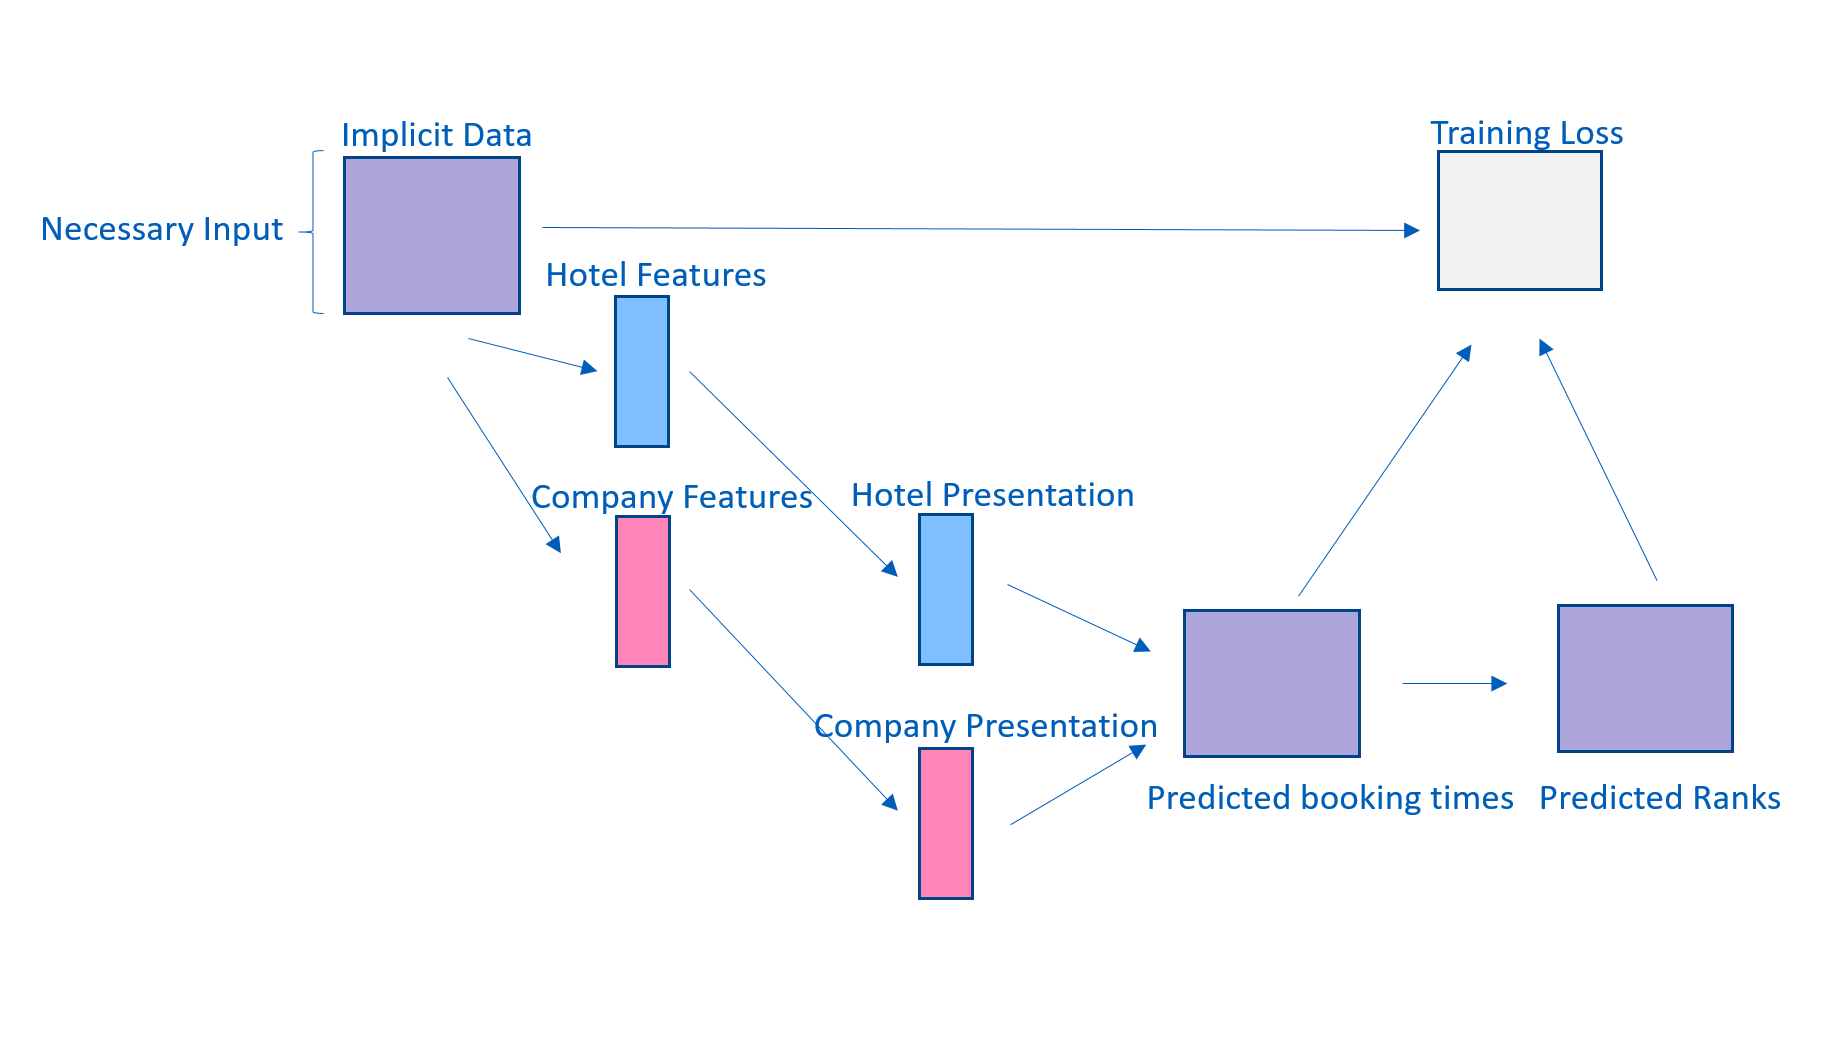 Implicit Data
Training Loss
Necessary Input
Hotel Features
Company Features
Hotel Presentation
Company Presentation
Predicted booking times
Predicted Ranks